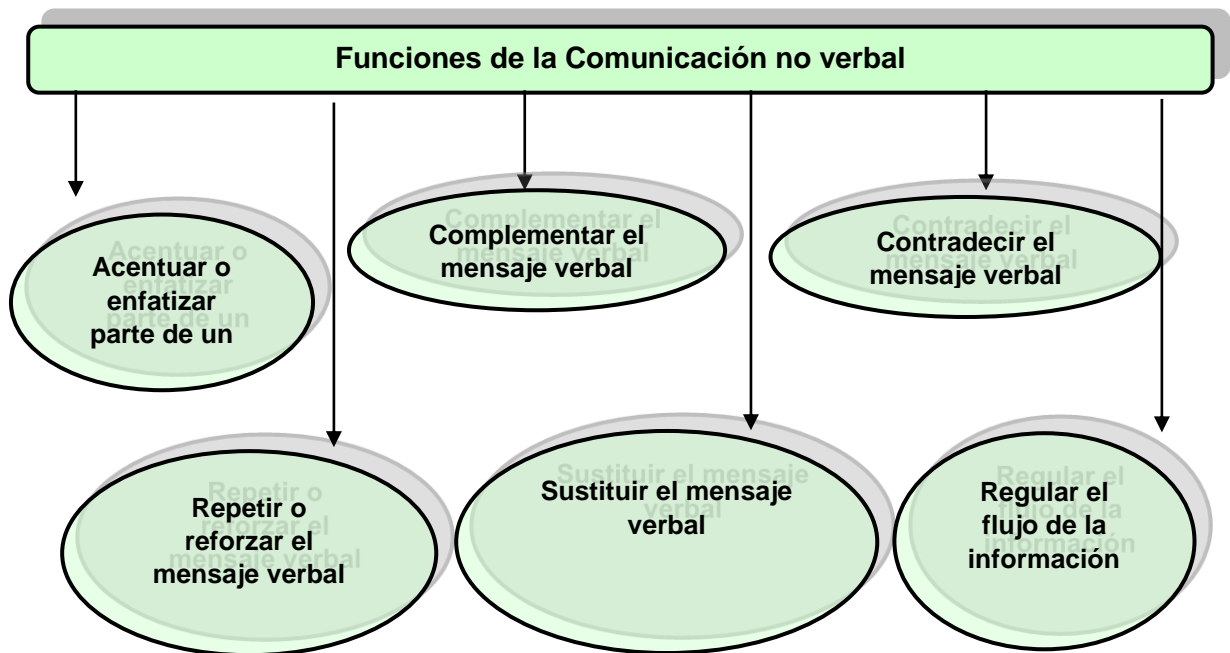 Funciones de la Comunicación no verbal
Acentuar o
enfatizar
parte de un
Complementar el
mensaje verbal
Contradecir el
mensaje verbal
Repetir o
reforzar el
mensaje verbal
Sustituir el mensaje
verbal
Regular el
flujo de la
información